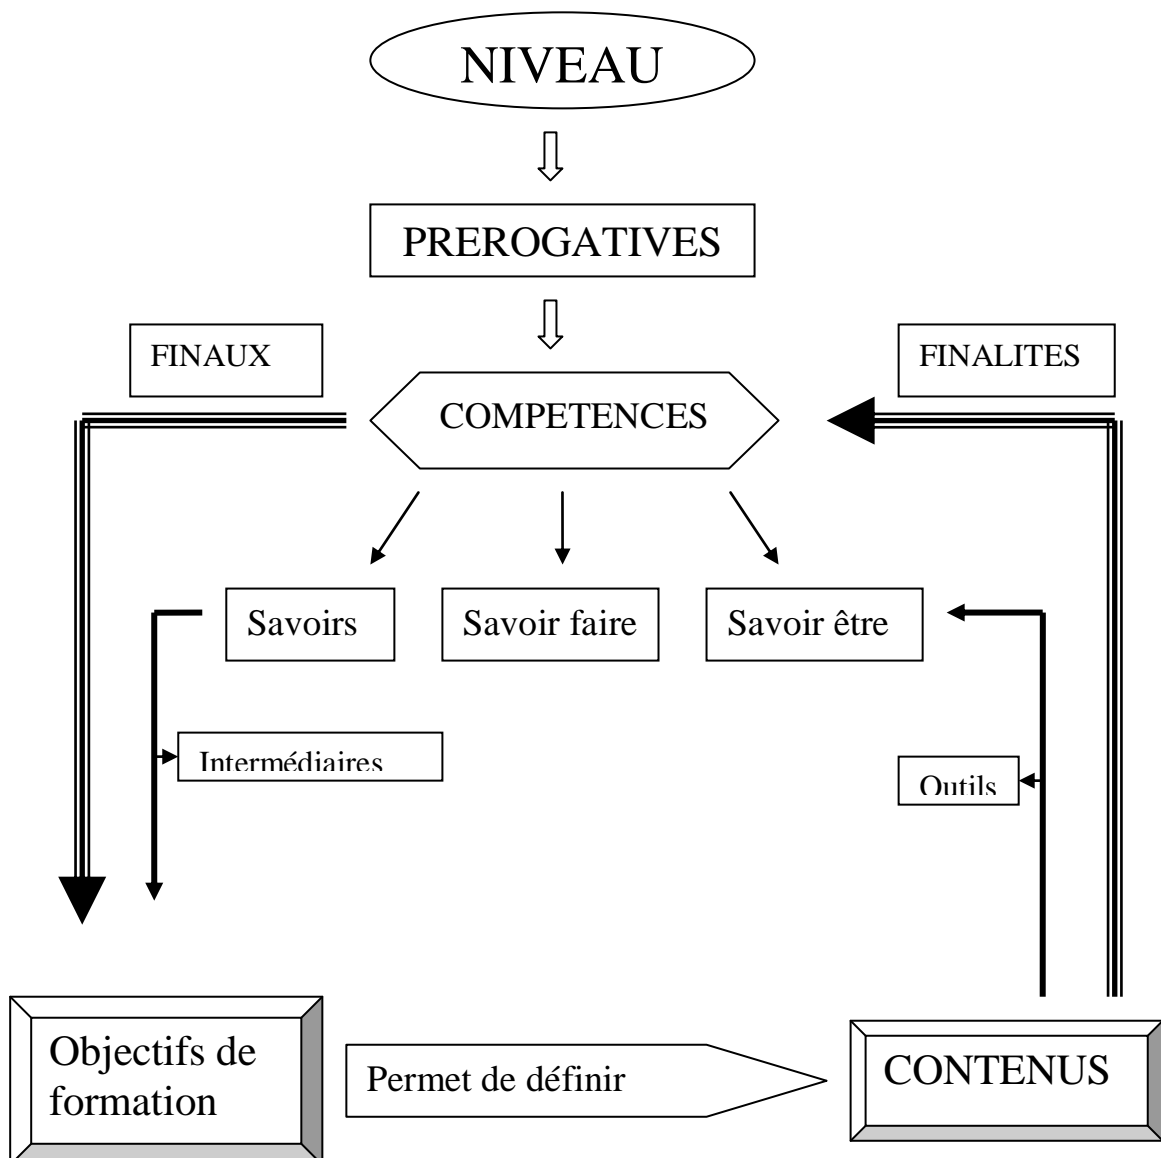 NIVEAU
PREROGATIVES
FINAUX
FINALITES
COMPETENCES
Savoirs
Savoir faire
Savoir être
Intermédiaires
Outils
Objectifs de
formation
Permet de définir
CONTENUS